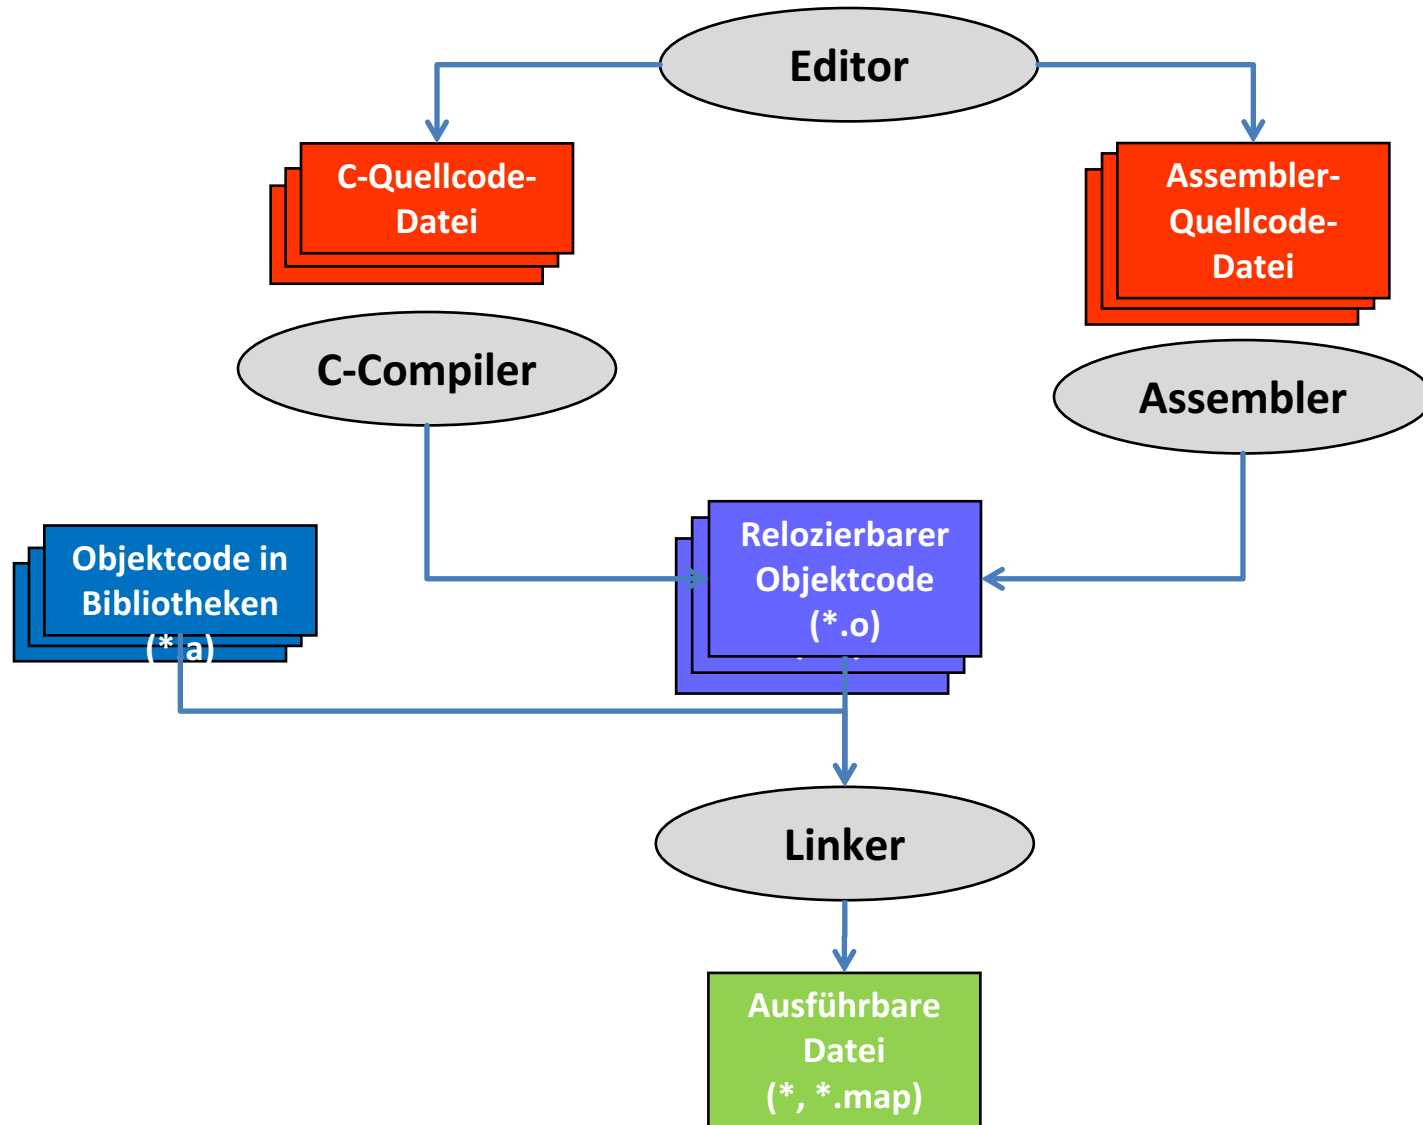 Editor
C-Quellcode-
Datei
Assembler-
Quellcode-
Datei
C-Compiler
Assembler
Objektcode in
Bibliotheken
(*.a)
Relozierbarer
Objektcode
(*.o)
Linker
Ausführbare
Datei
(*, *.map)